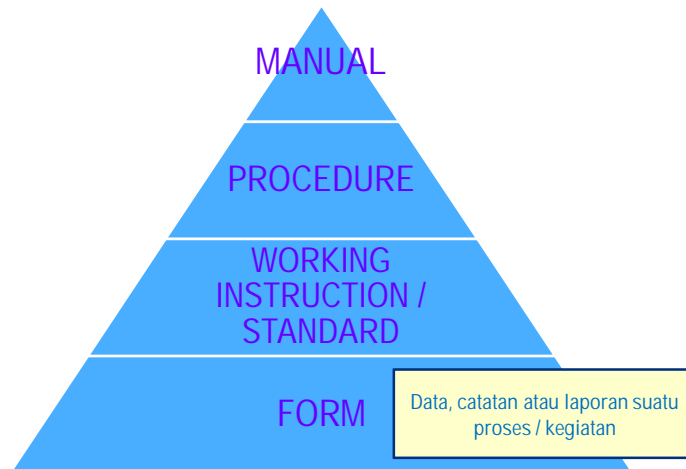 MANUAL
PROCEDURE
WORKING
INSTRUCTION /
STANDARD
FORM
Data, catatan atau laporan suatu
proses / kegiatan